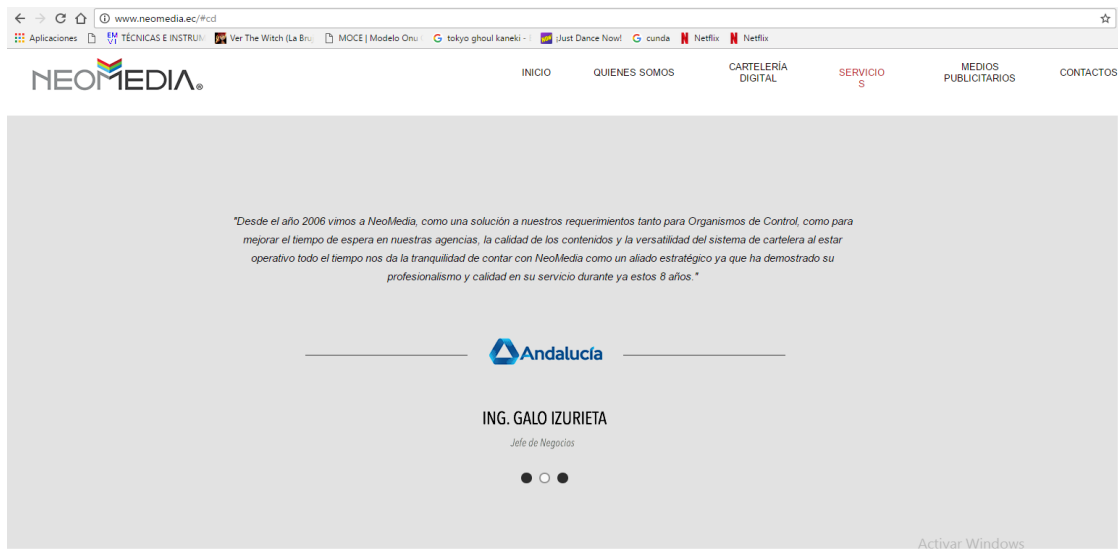 www.neomedia.ec/#cd
Aplicaciones TÉCNICAS E INSTRUM Ver The Witch (La Bruj MOCE | Modelo Onu tokyo ghoul kaneki - ¡Just Dance Now! cunda Netflix Netflix
NEOMEDIA®
INICIO
QUIENES SOMOS
CARTELERÍA
DIGITAL
SERVICIO
S
MEDIOS
PUBLICITARIOS
CONTACTOS
"Desde el año 2006 vimos a NeoMedia, como una solución a nuestros requerimientos tanto para Organismos de Control, como para
mejorar el tiempo de espera en nuestras agencias, la calidad de los contenidos y la versatilidad del sistema de cartelera al estar
operativo todo el tiempo nos da la tranquilidad de contar con NeoMedia como un aliado estratégico ya que ha demostrado su
profesionalismo y calidad en su servicio durante ya estos 8 años."
Andalucía
ING. GALO IZURIETA
Jefe de Negocios
Activar Windows